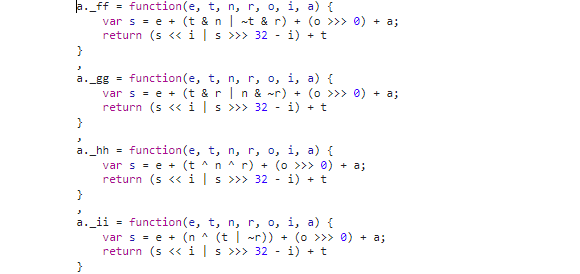 a._ff = function(e, t, n, r, o, i, a) {
var s = e + (t & n | ~t & r) + (o >>> 0) + a;
return (s << i | s >>> 32 - i) + t
}
,
a._gg = function(e, t, n, r, o, i, a) {
var s = e + (t & r | n & ~r) + (o >>> 0) + a;
return (s << i | s >>> 32 - i) + t
}
,
a._hh = function(e, t, n, r, o, i, a) {
var s = e + (t ^ n ^ r) + (o >>> 0) + a;
return (s << i | s >>> 32 - i) + t
}
,
a._ii = function(e, t, n, r, o, i, a) {
var s = e + (n ^ (t | ~r)) + (o >>> 0) + a;
return (s << i | s >>> 32 - i) + t
}